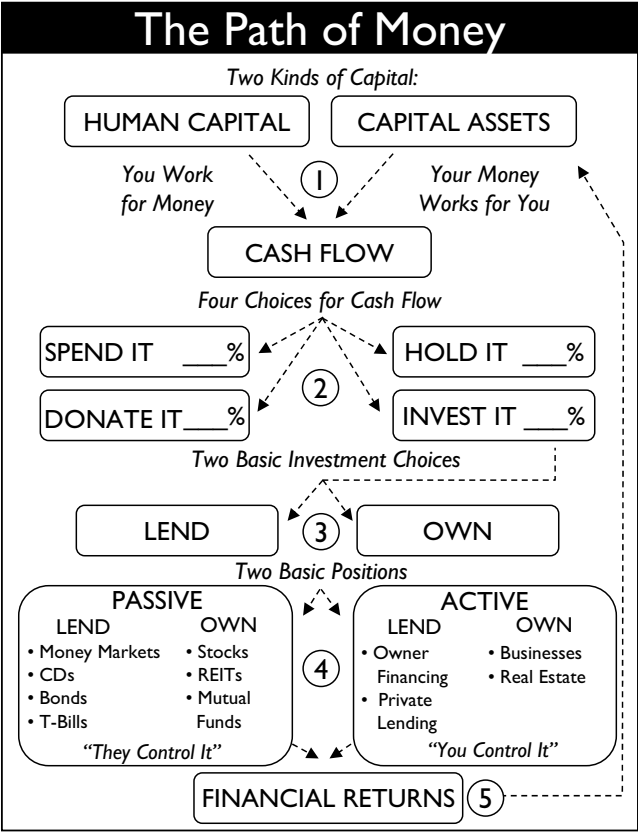 The Path of Money
Two Kinds of Capital:
HUMAN CAPITAL
CAPITAL ASSETS
You Work
for Money
1
Your Money
Works for You
CASH FLOW
Four Choices for Cash Flow
SPEND IT ___%
HOLD IT ___%
2
DONATE IT___%
INVEST IT ___%
Two Basic Investment Choices
LEND
3
OWN
Two Basic Positions
PASSIVE
LEND
• Money Markets
• CDs
• Bonds
• T-Bills
OWN
• Stocks
• REITs
• Mutual
Funds
"They Control It"
4
ACTIVE
LEND
• Owner
Financing
• Private
Lending
OWN
• Businesses
• Real Estate
"You Control It"
FINANCIAL RETURNS
5